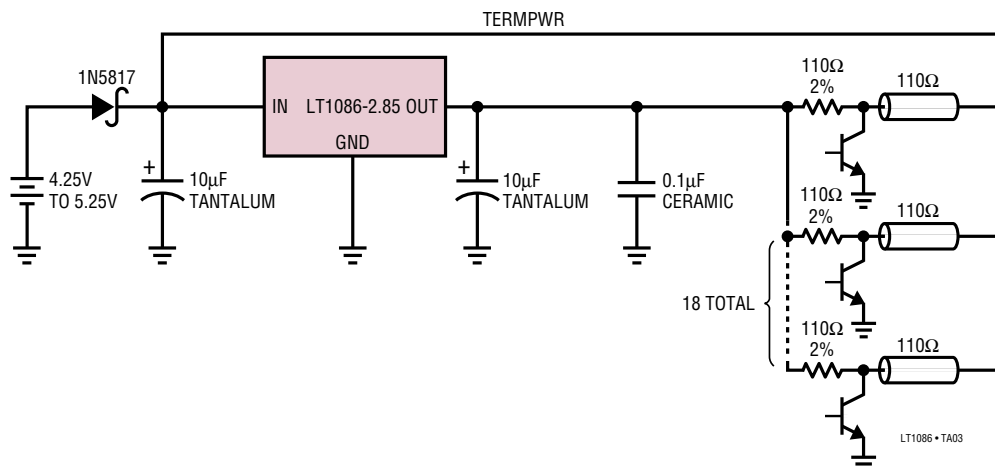 TERMPWR
1N5817
IN LT1086-2.85 OUT
GND
4.25V
TO 5.25V
+
10µF
TANTALUM
+
10µF
TANTALUM
0.1µF
CERAMIC
110Ω
2%
110Ω
110Ω
2%
110Ω
18 TOTAL
110Ω
2%
110Ω
LT1086 • TA03